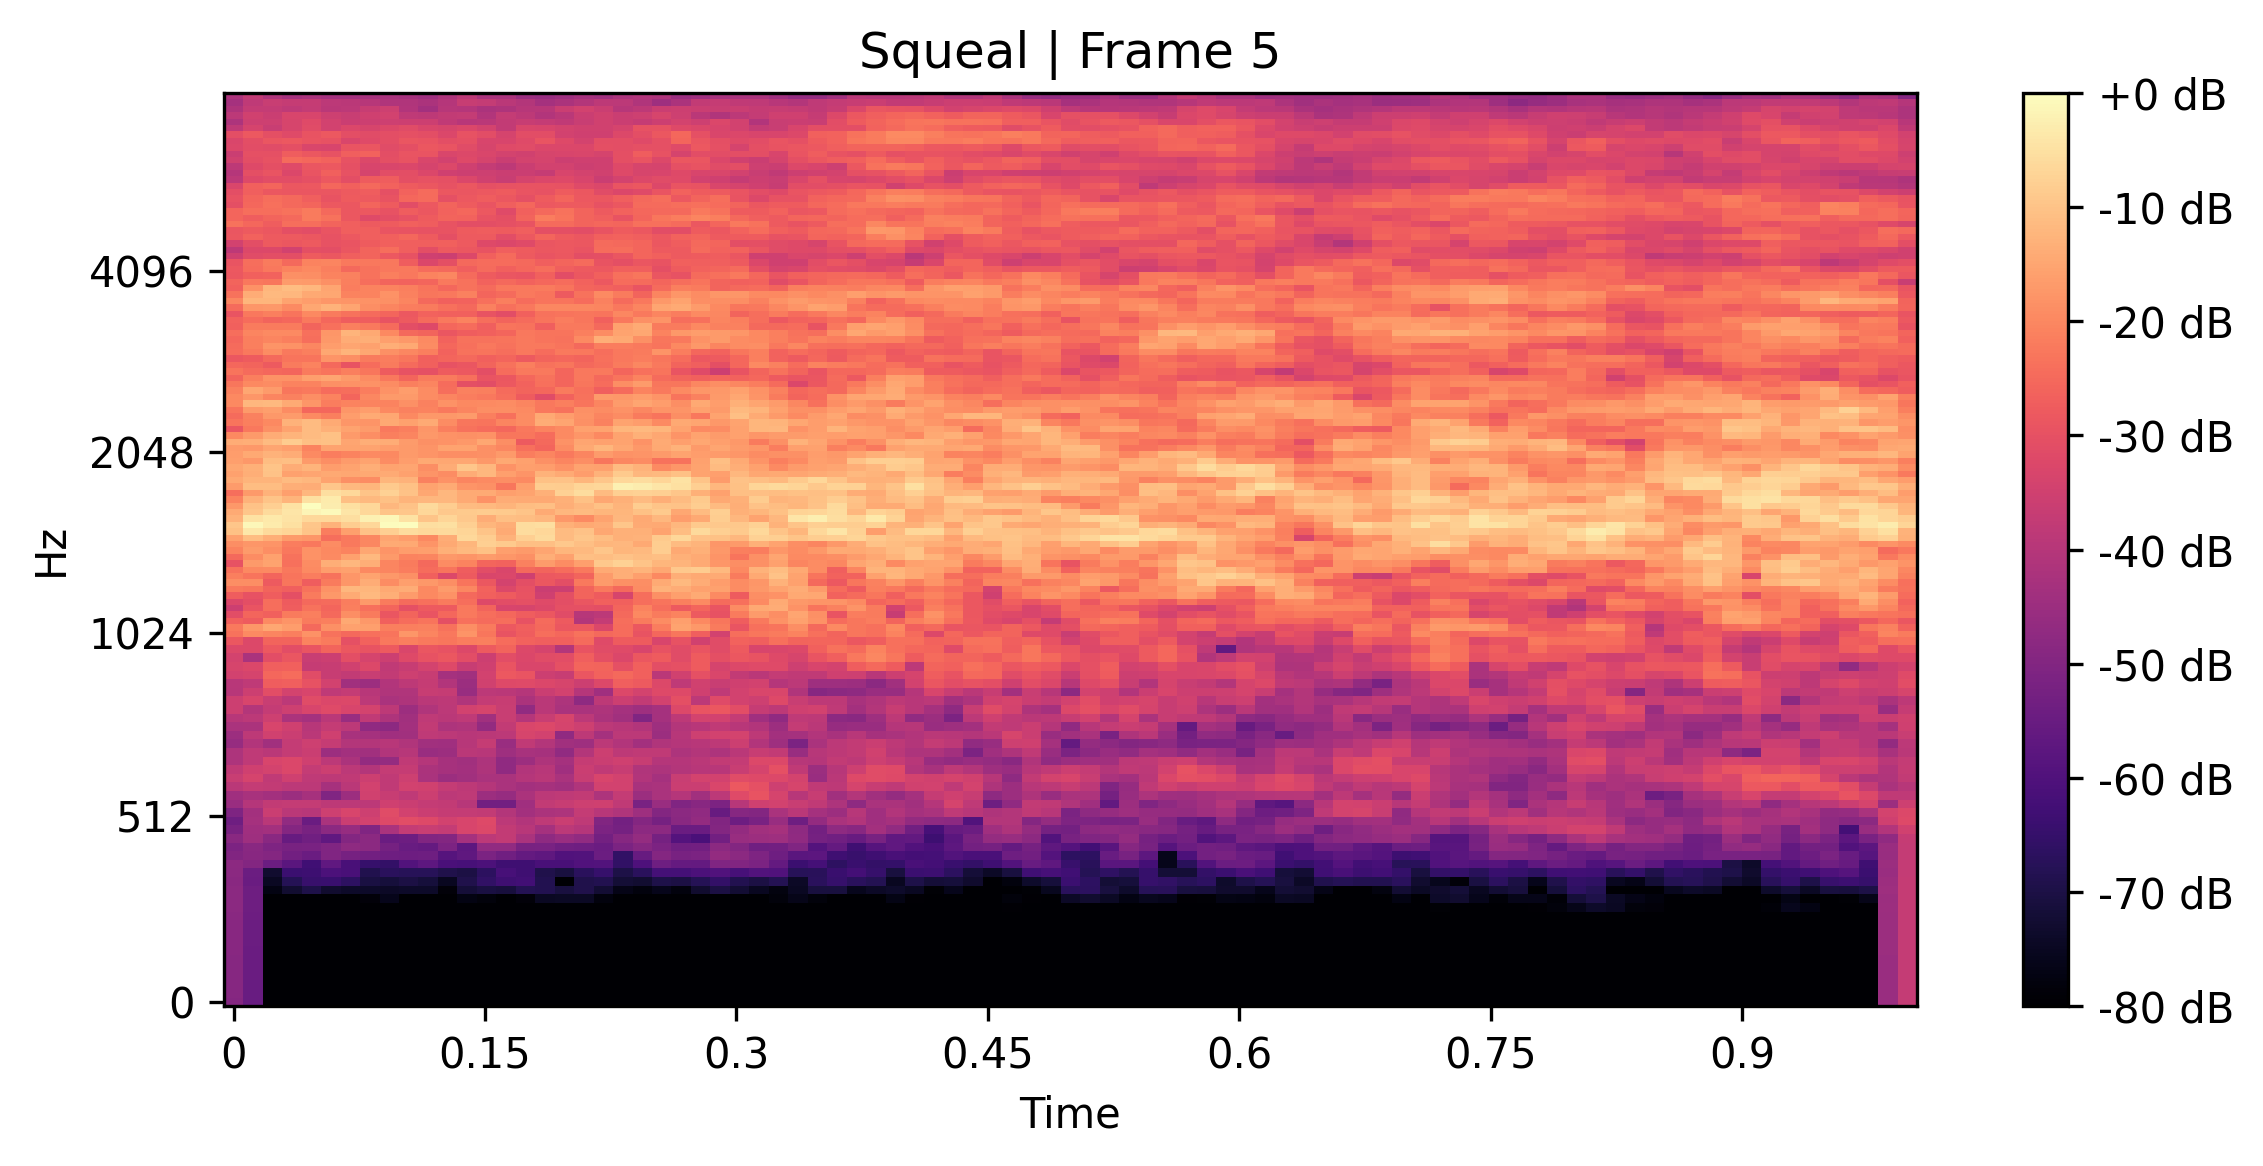 Squeal | Frame 5
+0 dB
-10 dB
-20 dB
-30 dB
-40 dB
-50 dB
-60 dB
-70 dB
-80 dB
Hz
4096
2048
1024
512
0
0 0.15 0.3 0.45 0.6 0.75 0.9
Time